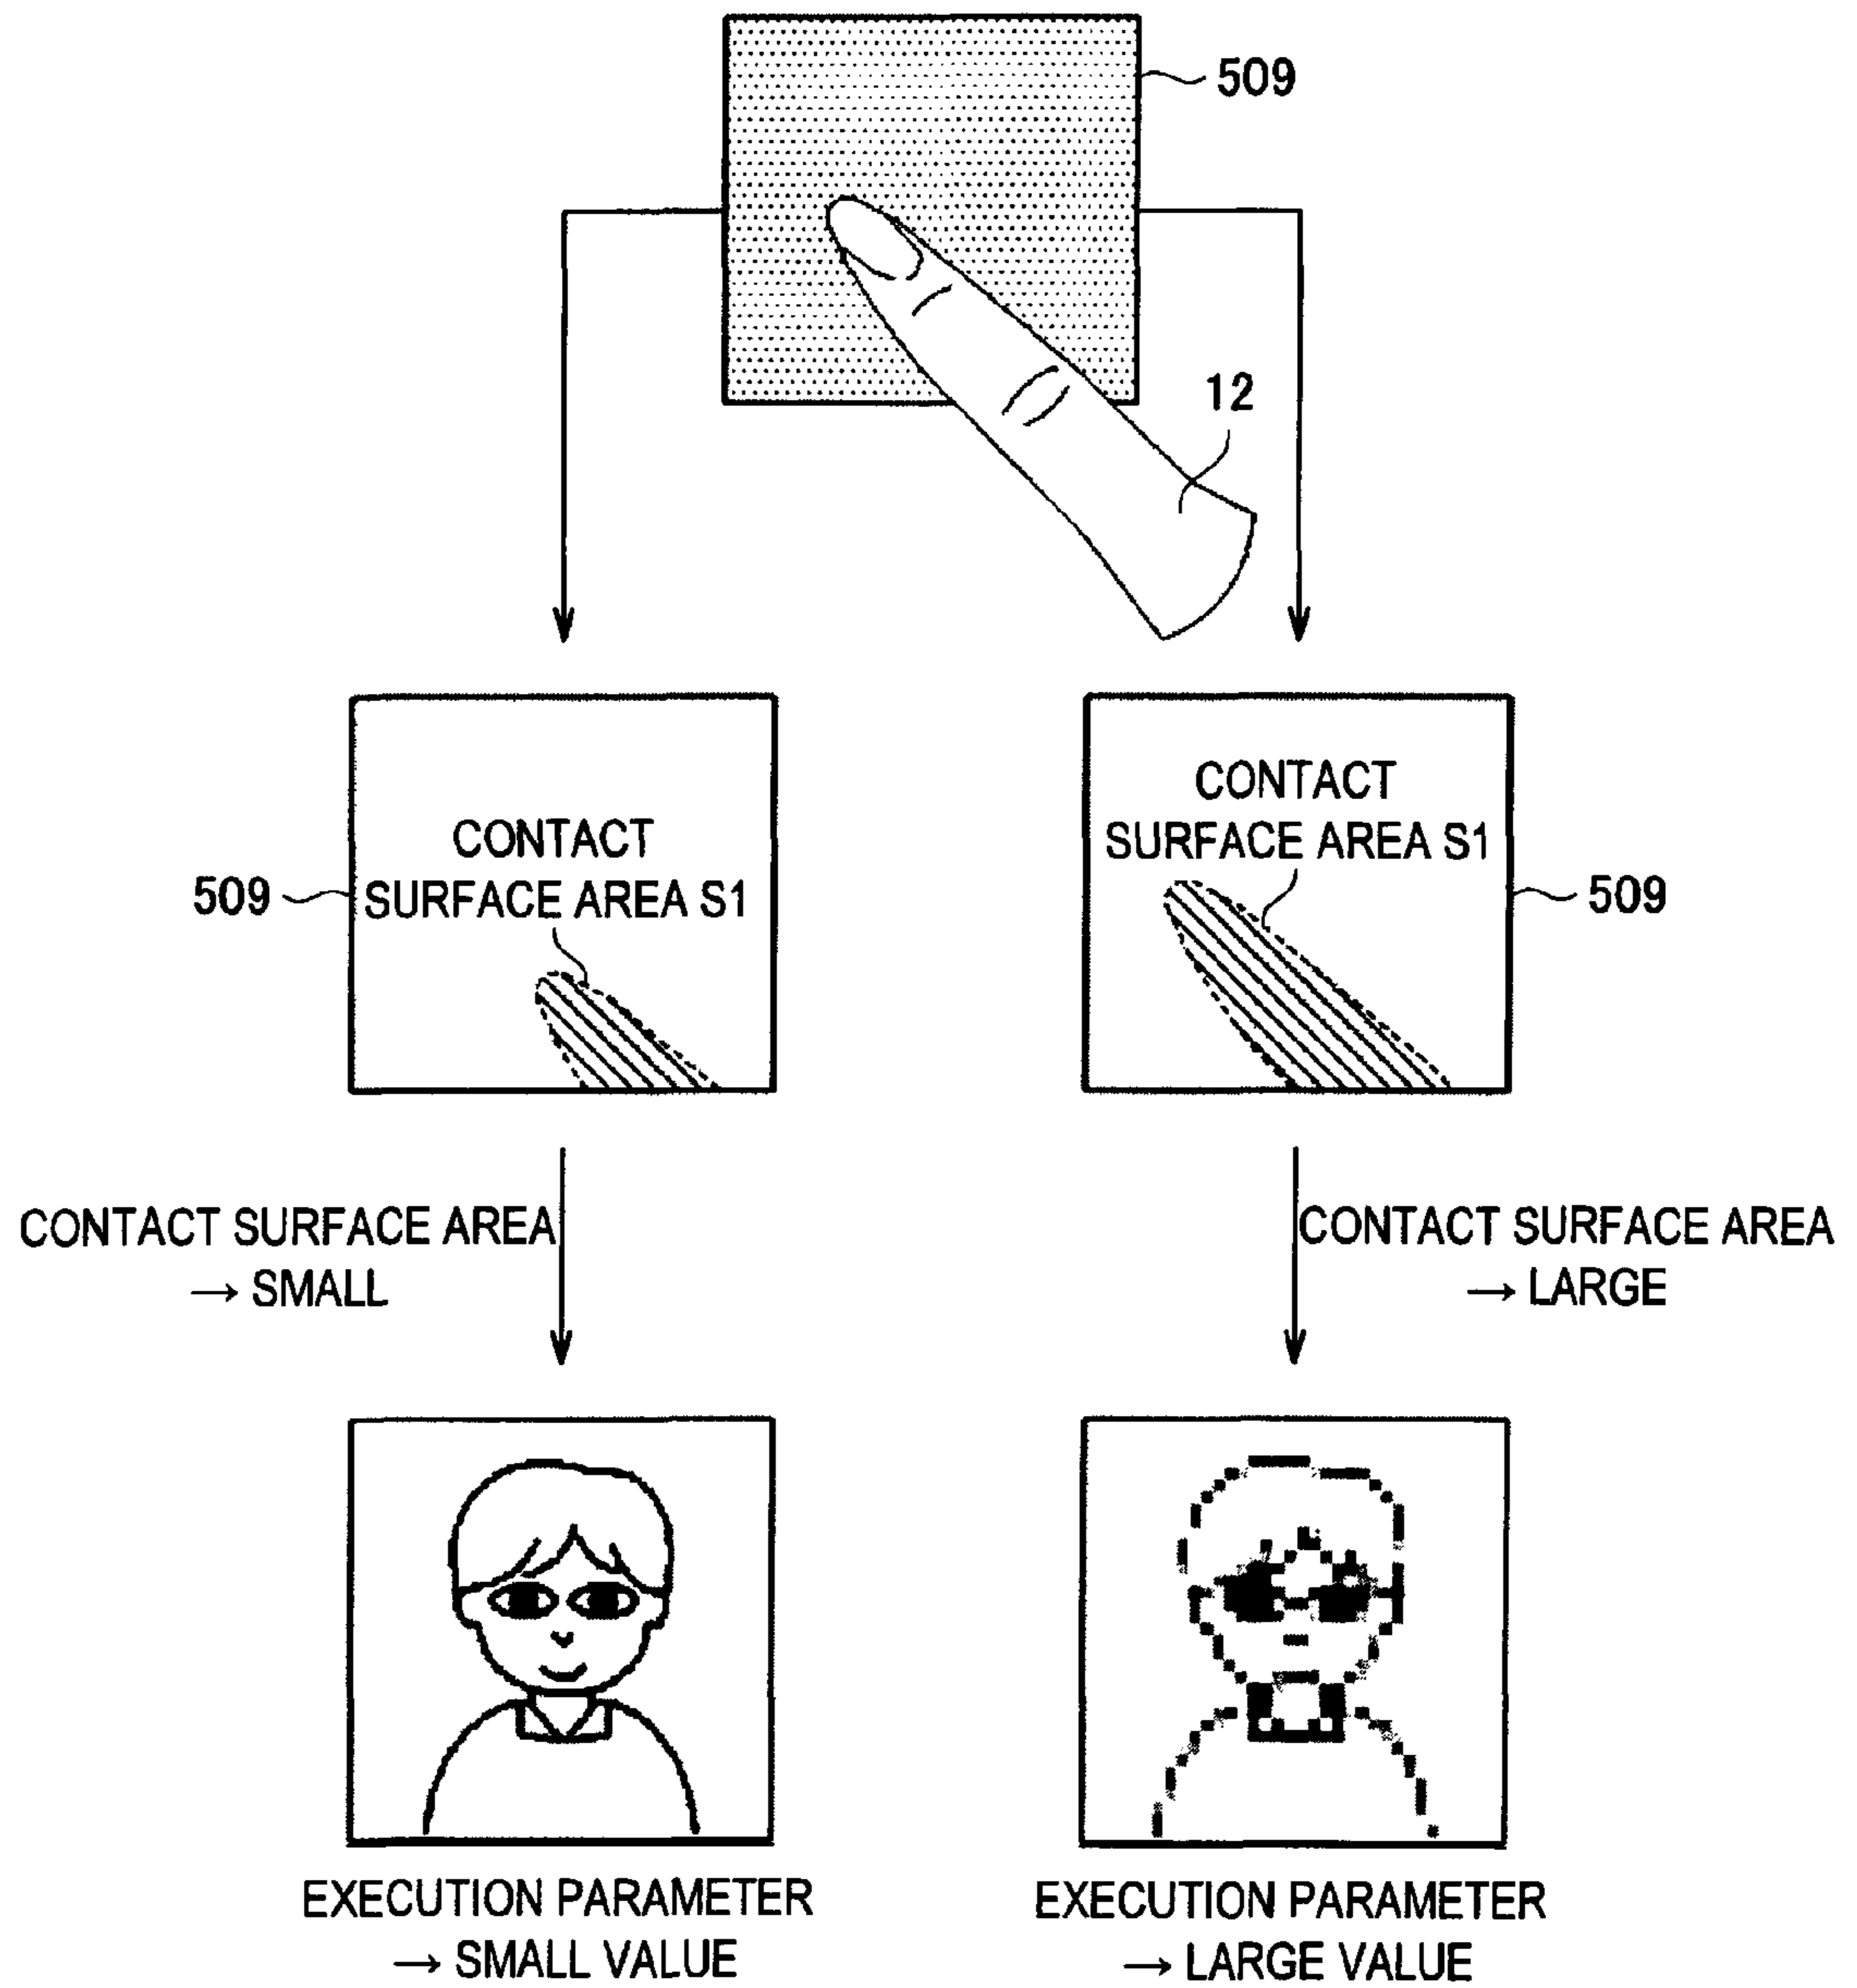 509
12
CONTACT
SURFACE AREA S1
509
CONTACT
SURFACE AREA S1
509
CONTACT SURFACE AREA
→ SMALL
CONTACT SURFACE AREA
→ LARGE
EXECUTION PARAMETER
→ SMALL VALUE
EXECUTION PARAMETER
→ LARGE VALUE